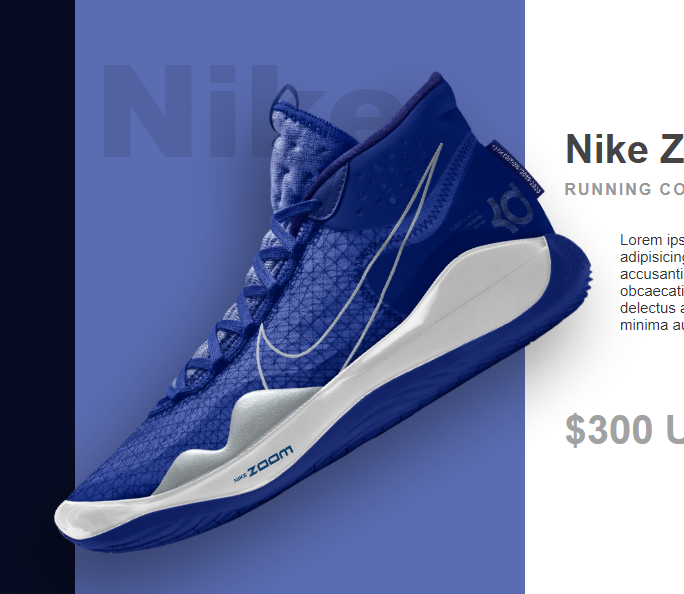 Nike
Nike Z
RUNNING CO
Lorem ips
adipisicing
accusanti
obcaecati
delectus a
minima au
$300 U
NIKE ZOOM